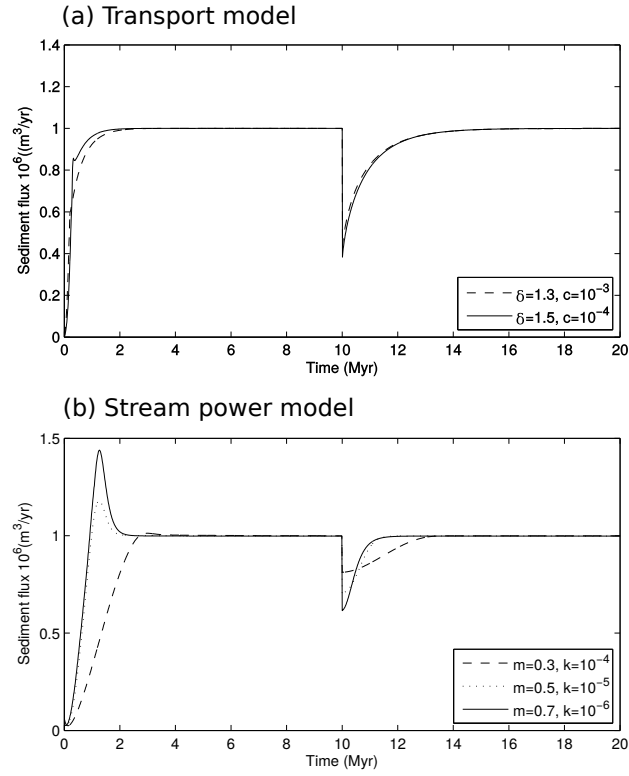 (a) Transport model
1.4
1.2
1
0.8
0.6
0.4
0.2
0
Sediment flux 10⁶((m³/yr)
δ=1.3, c=10⁻³
δ=1.5, c=10⁻⁴
0 2 4 6 8 10 12 14 16 18 20
Time (Myr)
(b) Stream power model
1.5
1
0.5
0
Sediment flux 10⁶(m³/yr)
m=0.3, k=10⁻⁴
m=0.5, k=10⁻⁵
m=0.7, k=10⁻⁶
0 2 4 6 8 10 12 14 16 18 20
Time (Myr)